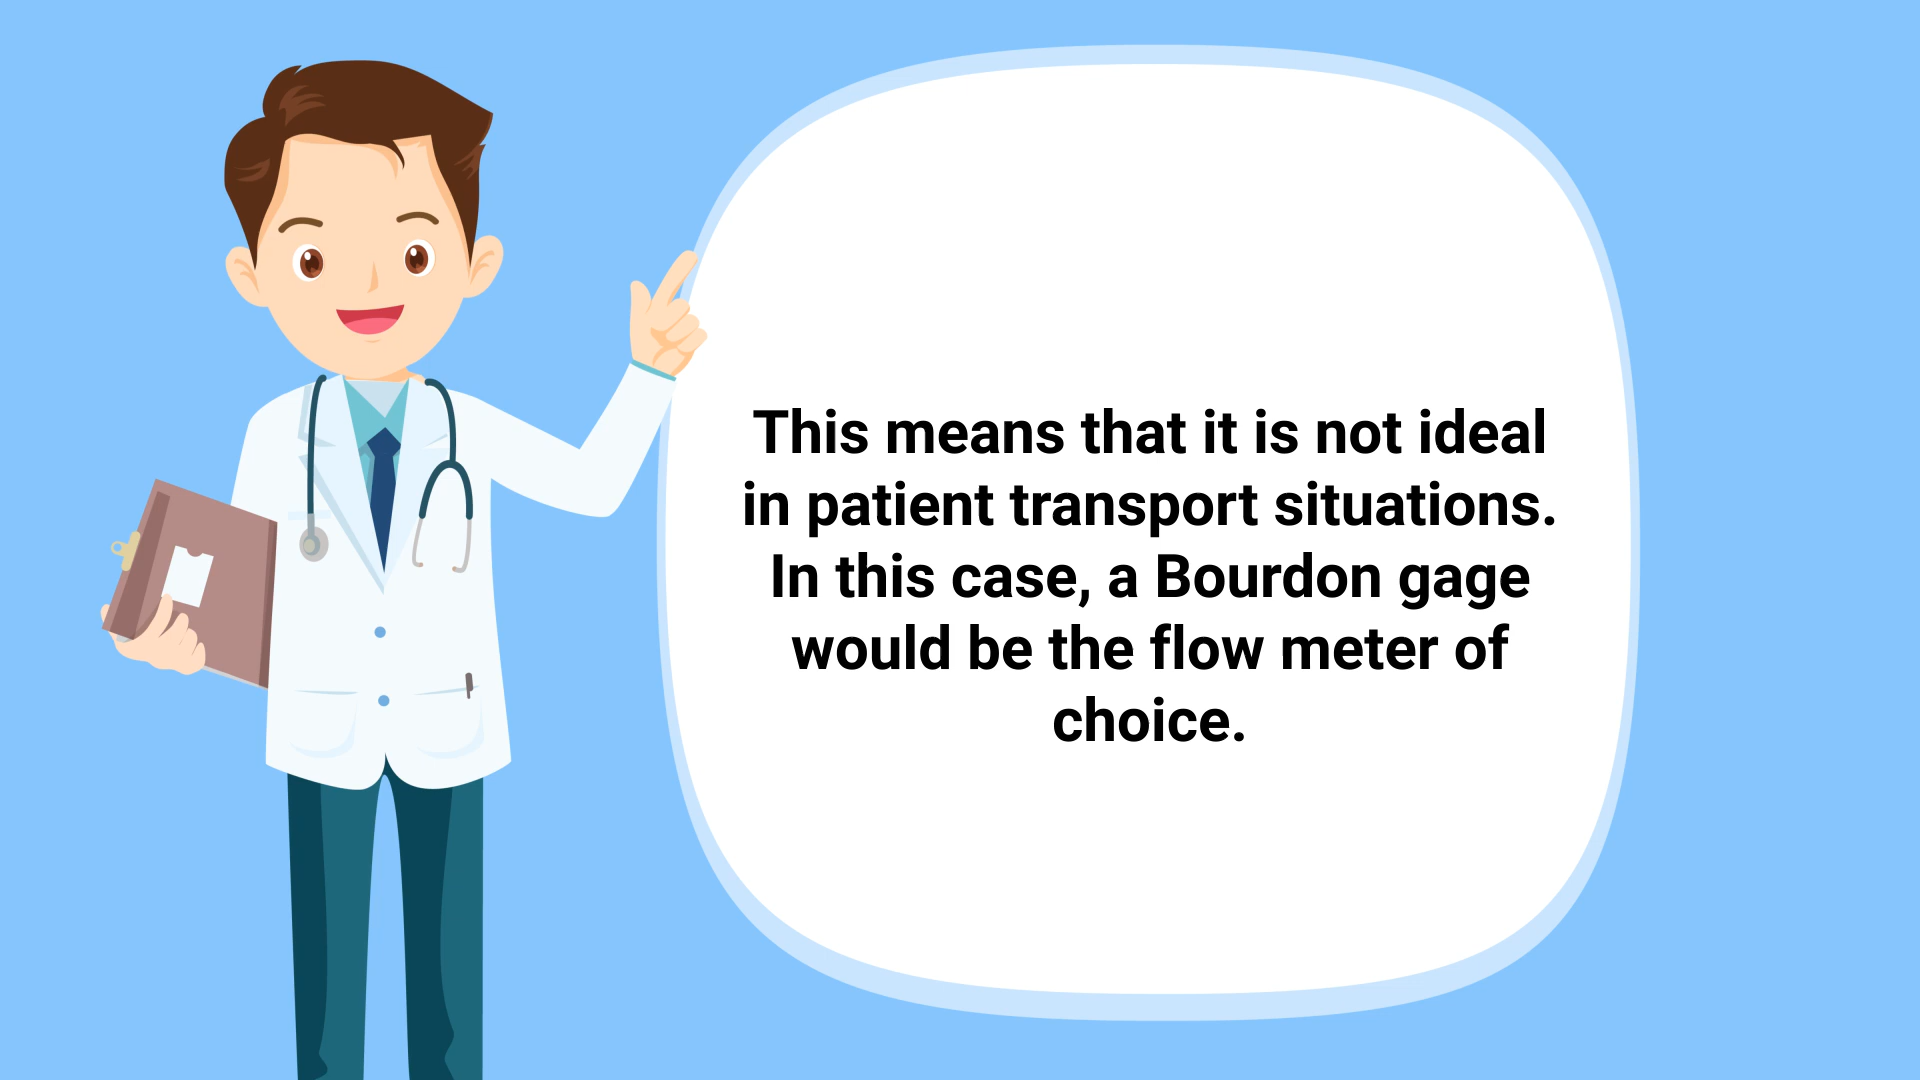 This means that it is not ideal
in patient transport situations.
In this case, a Bourdon gage
would be the flow meter of
choice.